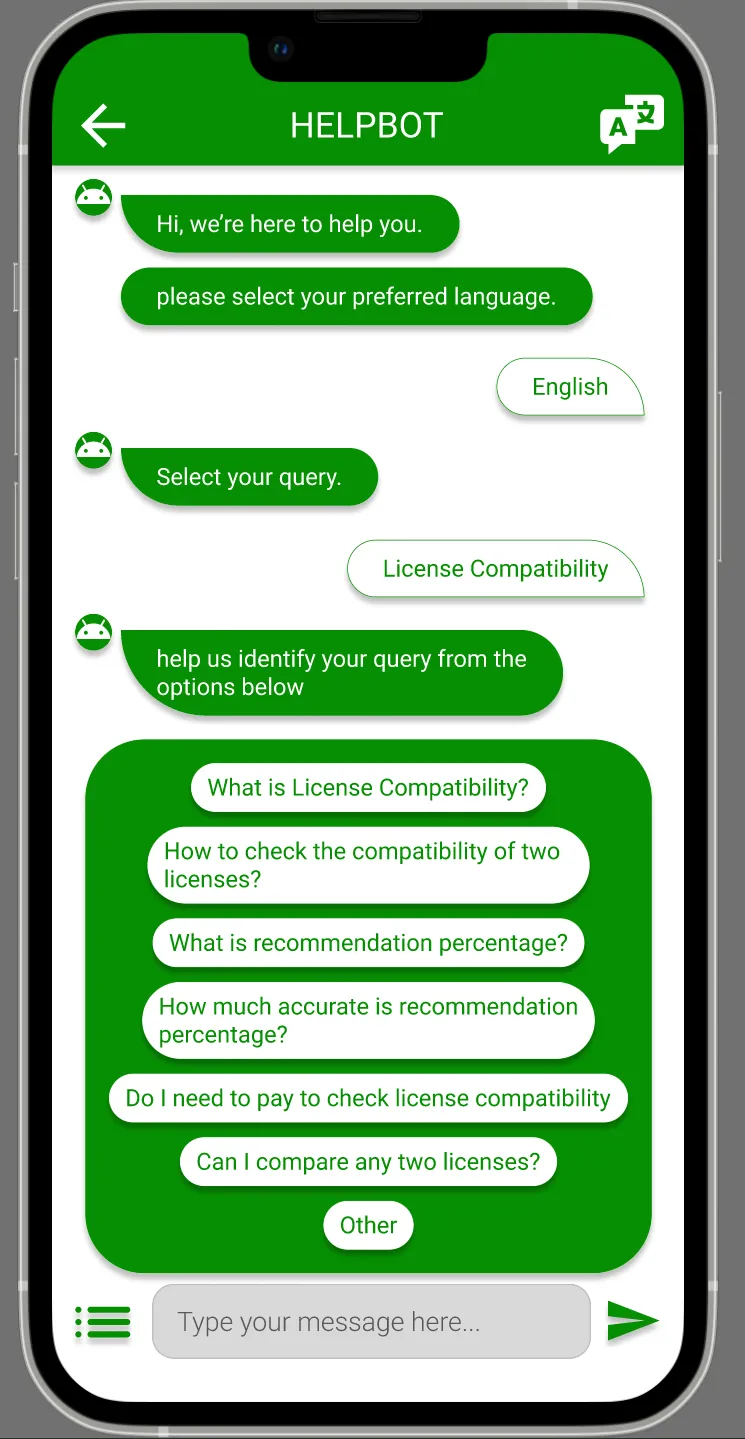 HELPBOT
A 文
Hi, we’re here to help you.
please select your preferred language.
English
Select your query.
License Compatibility
help us identify your query from the
options below
What is License Compatibility?
How to check the compatibility of two
licenses?
What is recommendation percentage?
How much accurate is recommendation
percentage?
Do I need to pay to check license compatibility
Can I compare any two licenses?
Other
Type your message here...